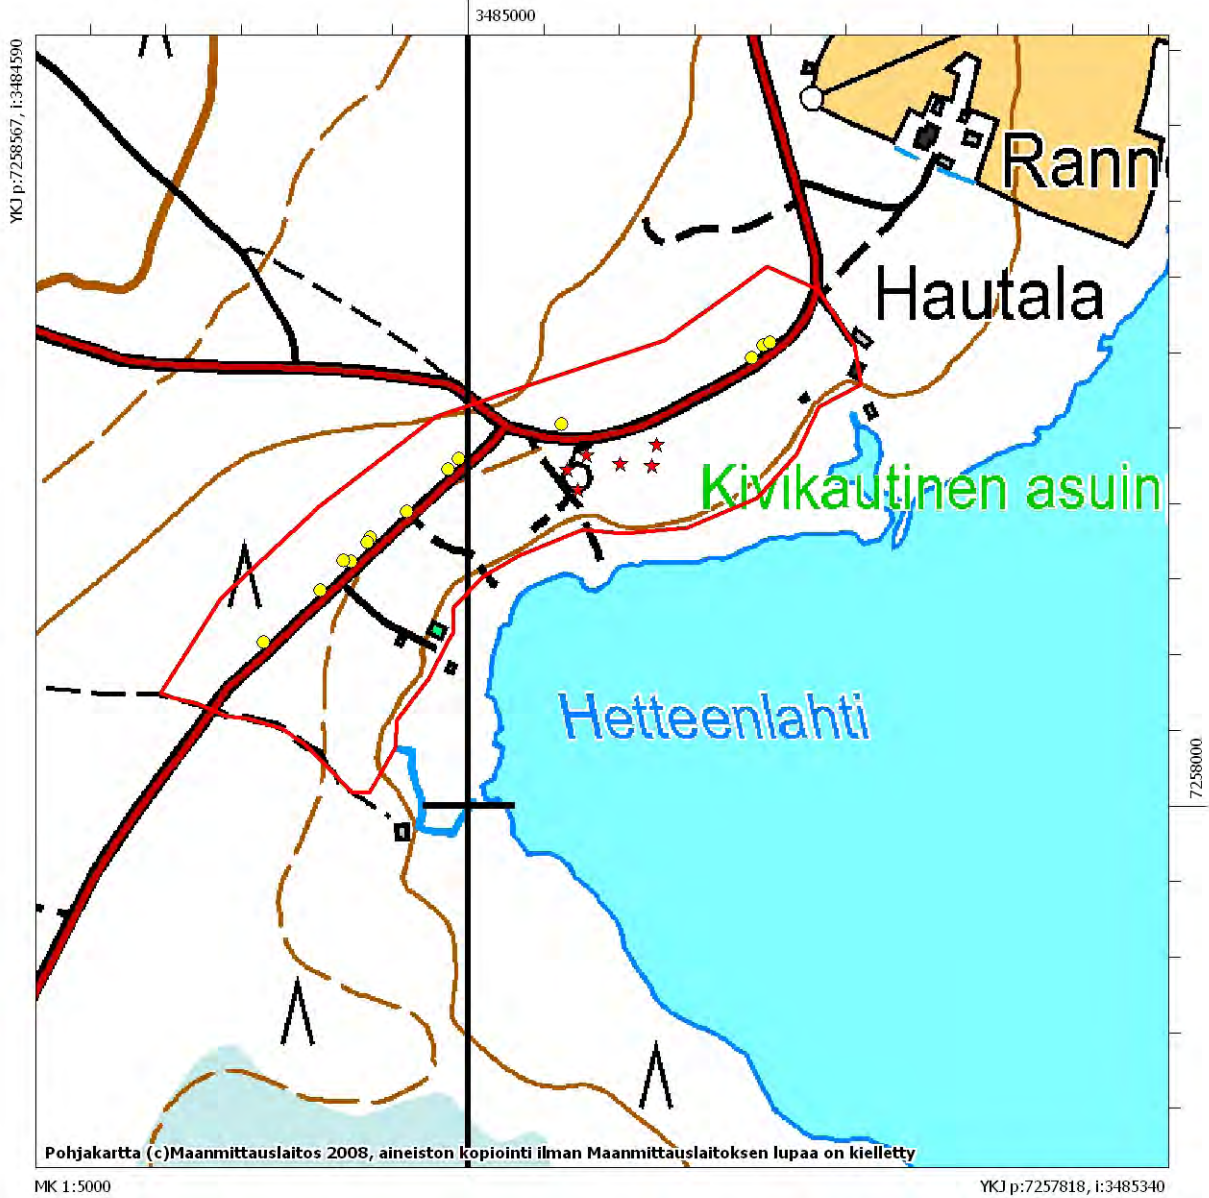 3485000
YKJ p:7258567, i:3484590
Rann
Hautala
Kivikautinen asuin
Hetteenlahti
7258000
Pohjakartta (c)Maanmittauslaitos 2008, aineiston kopiointi ilman Maanmittauslaitoksen lupaa on kielletty
MK 1:5000
YKJ p:7257818, i:3485340